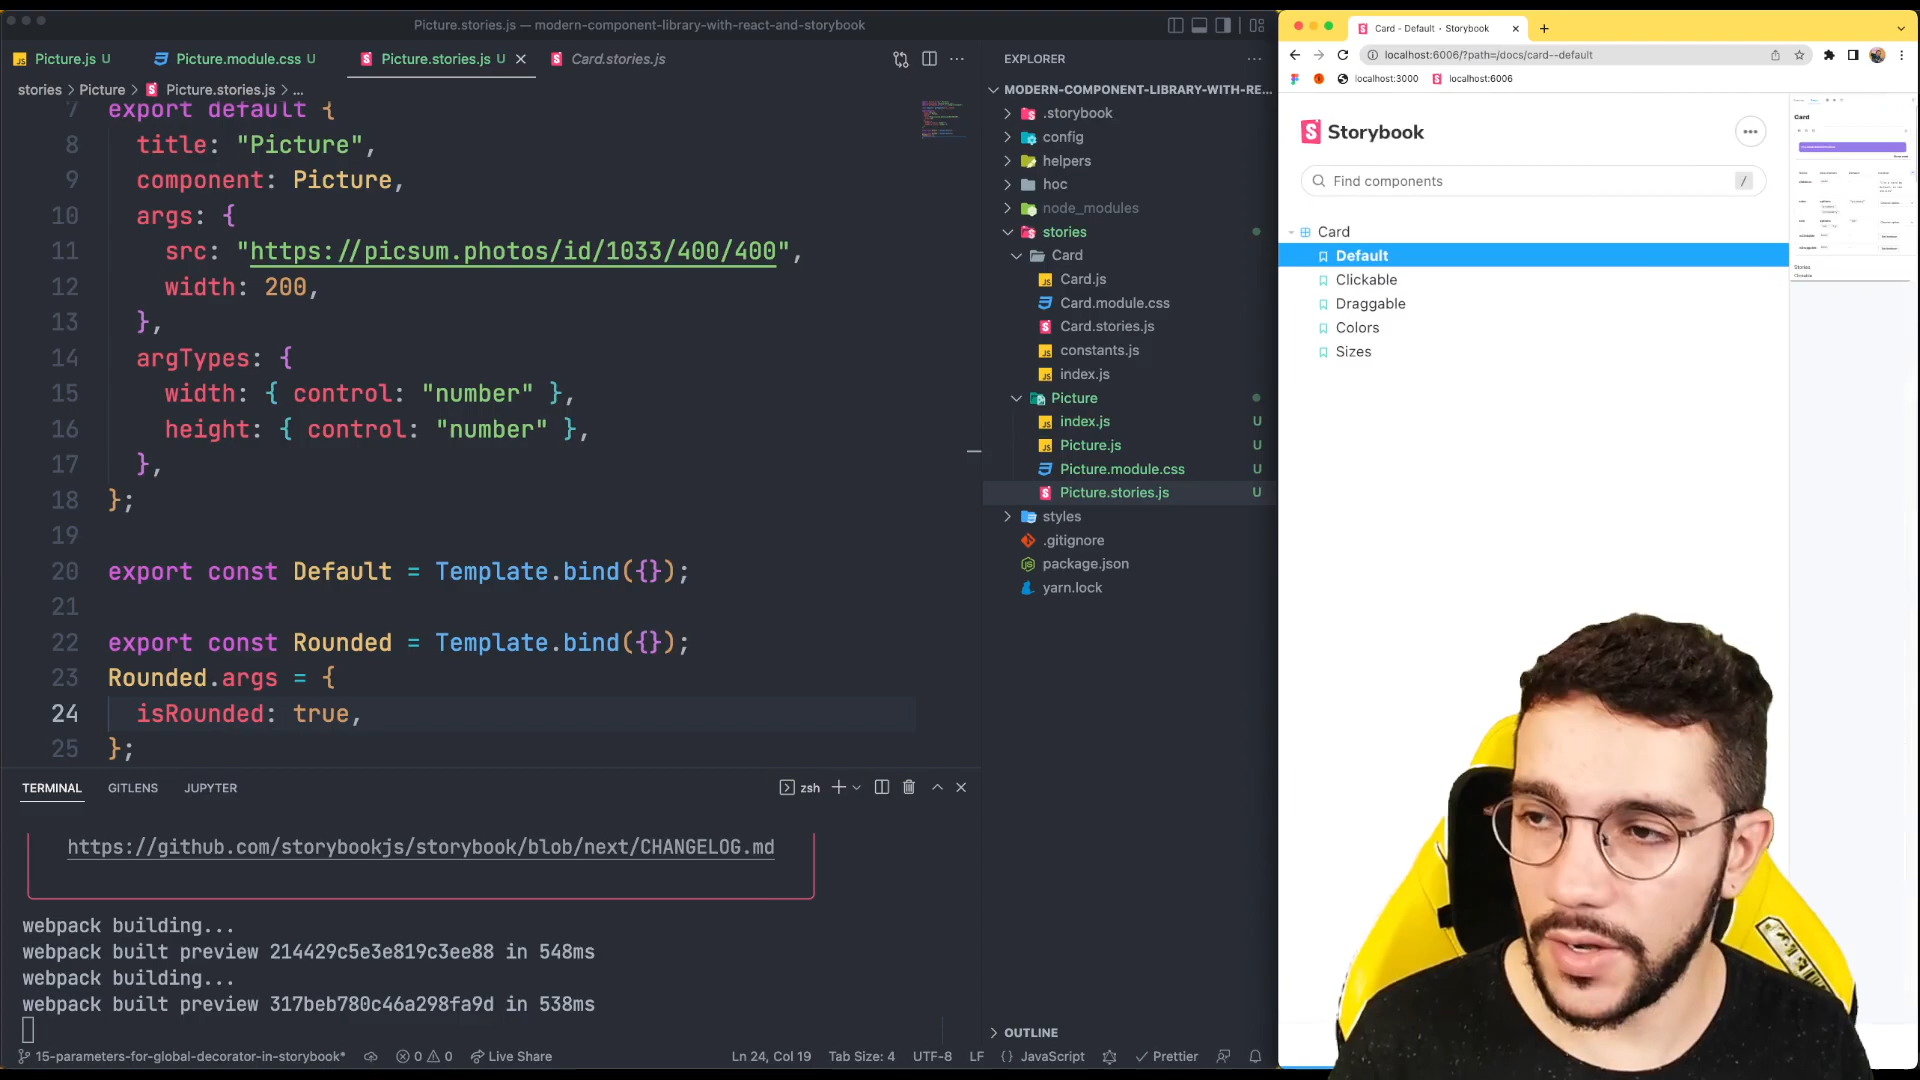 Picture.stories.js — modern-component-library-with-react-and-storybook
Picture.js U
Picture.module.css U
Picture.stories.js U
Card.stories.js
stories > Picture > Picture.stories.js > ...
7 export default {
8 title: "Picture",
9 component: Picture,
10 args: {
11 src: "https://picsum.photos/id/1033/400/400",
12 width: 200,
13 },
14 argTypes: {
15 width: { control: "number" },
16 height: { control: "number" },
17 },
18 };
19
20 export const Default = Template.bind({});
21
22 export const Rounded = Template.bind({});
23 Rounded.args = {
24 isRounded: true,
25 };
TERMINAL GITLENS JUPYTER
zsh
https://github.com/storybookjs/storybook/blob/next/CHANGELOG.md
webpack building...
webpack built preview 214429c5e3e819c3ee88 in 548ms
webpack building...
webpack built preview 317beb780c46a298fa9d in 538ms
15-parameters-for-global-decorator-in-storybook*
0 0
Live Share
Ln 24, Col 19
Tab Size: 4
UTF-8
LF
{} JavaScript
Prettier
EXPLORER
MODERN-COMPONENT-LIBRARY-WITH-RE...
.storybook
config
helpers
hoc
node_modules
stories
Card
Card.js
Card.module.css
Card.stories.js
constants.js
index.js
Picture
index.js U
Picture.js U
Picture.module.css U
Picture.stories.js U
styles
.gitignore
package.json
yarn.lock
OUTLINE
Card - Default · Storybook
localhost:6006/?path=/docs/card--default
localhost:3000
localhost:6006
Storybook
Find components
/
Card
Default
Clickable
Draggable
Colors
Sizes
Card
Stories